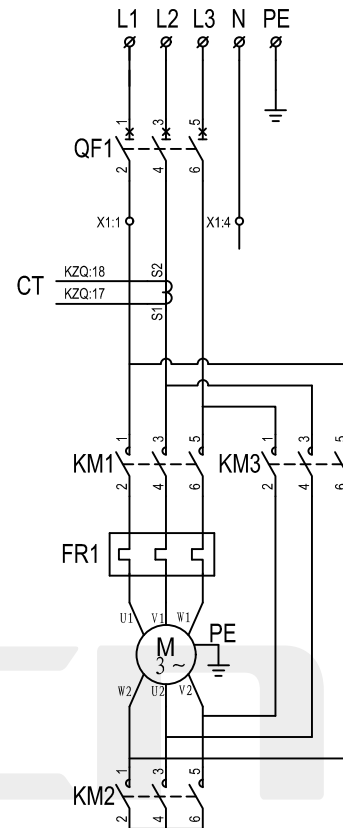 L1 L2 L3 N PE
1 3 5
QF1
2 4 6
X1:1 X1:4
KZQ:18 S2
CT
KZQ:17 S1
1 3 5 1 3 5
KM1 KM3
2 4 6 2 4 6
FR1
U1 V1 W1
M
3 ~
PE
W2 U2 V2
1 3 5
KM2
2 4 6
cn